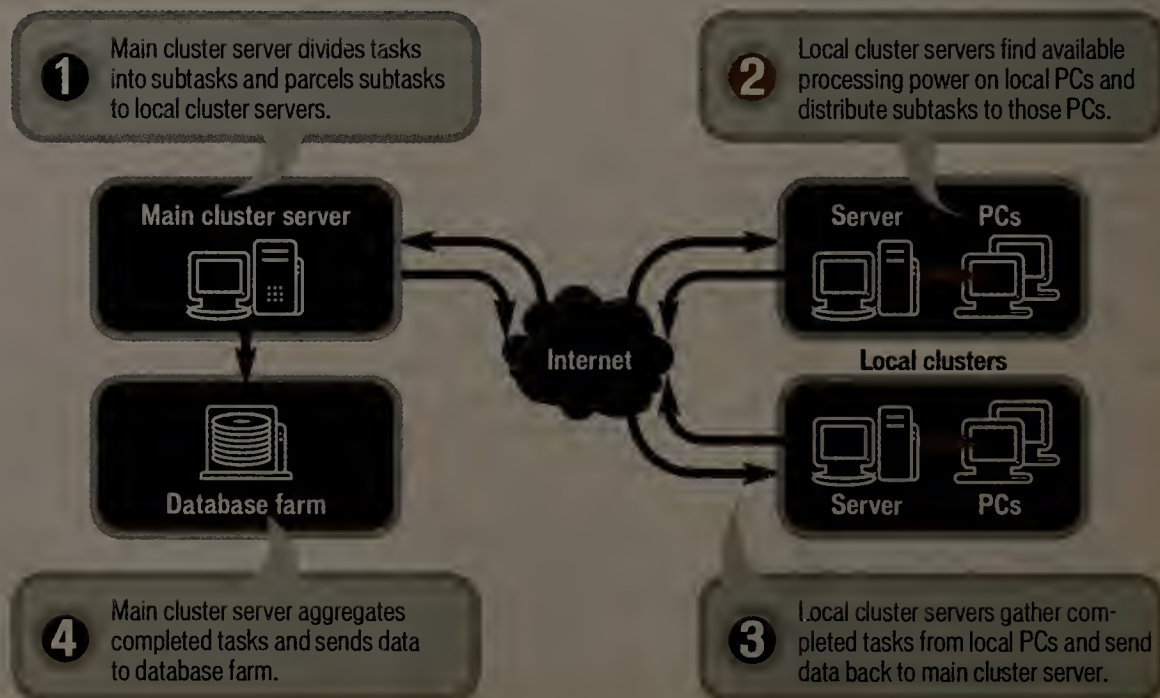 1
Main cluster server divides tasks
into subtasks and parcels subtasks
to local cluster servers.
2
Local cluster servers find available
processing power on local PCs and
distribute subtasks to those PCs.
Main cluster server
Server PCs
Internet
Local clusters
Database farm
Server PCs
4
Main cluster server aggregates
completed tasks and sends data
to database farm.
3
Local cluster servers gather com-
pleted tasks from local PCs and send
data back to main cluster server.